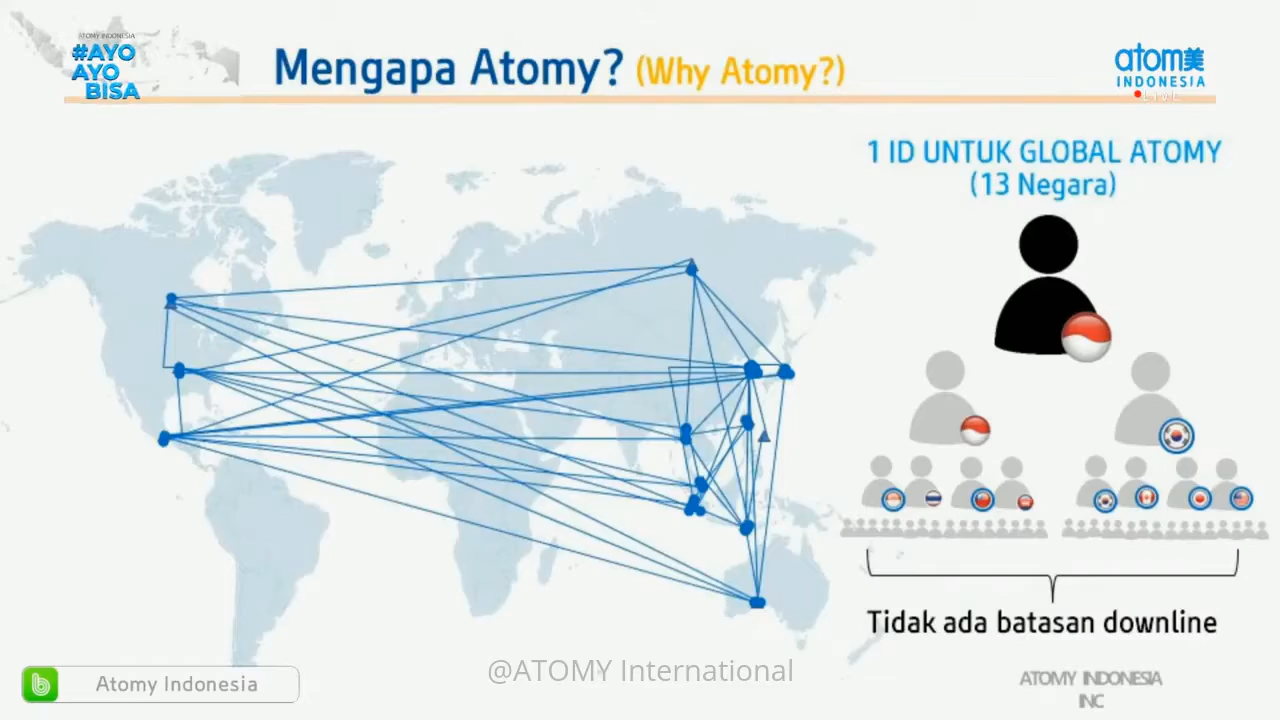 ATOMY INDONESIA
#AYO
AYO
BISA
Mengapa Atomy? (Why Atomy?)
atom美
INDONESIA
LIVE
1 ID UNTUK GLOBAL ATOMY
(13 Negara)
Tidak ada batasan downline
Atomy Indonesia
@ATOMY International
ATOMY INDONESIA
INC